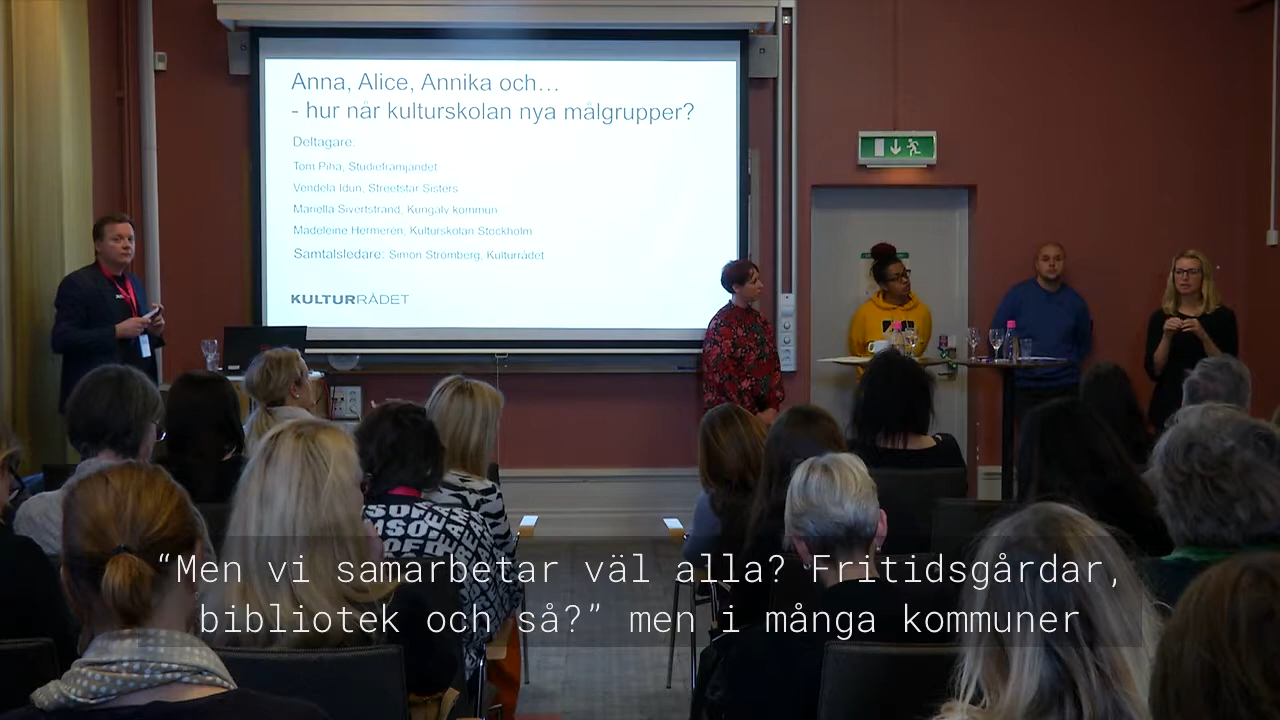 Anna, Alice, Annika och...
- hur når kulturskolan nya målgrupper?
Deltagare:
Tom Piha, Studiefrämjandet
Vendela Idun, Streetstar Sisters
Mariella Sivertstrand, Kungälv kommun
Madeleine Hermerén, Kulturskolan Stockholm
Samtalsledare: Simon Strömberg, Kulturrådet
KULTURRÅDET
“Men vi samarbetar väl alla? Fritidsgårdar,
bibliotek och så?” men i många kommuner